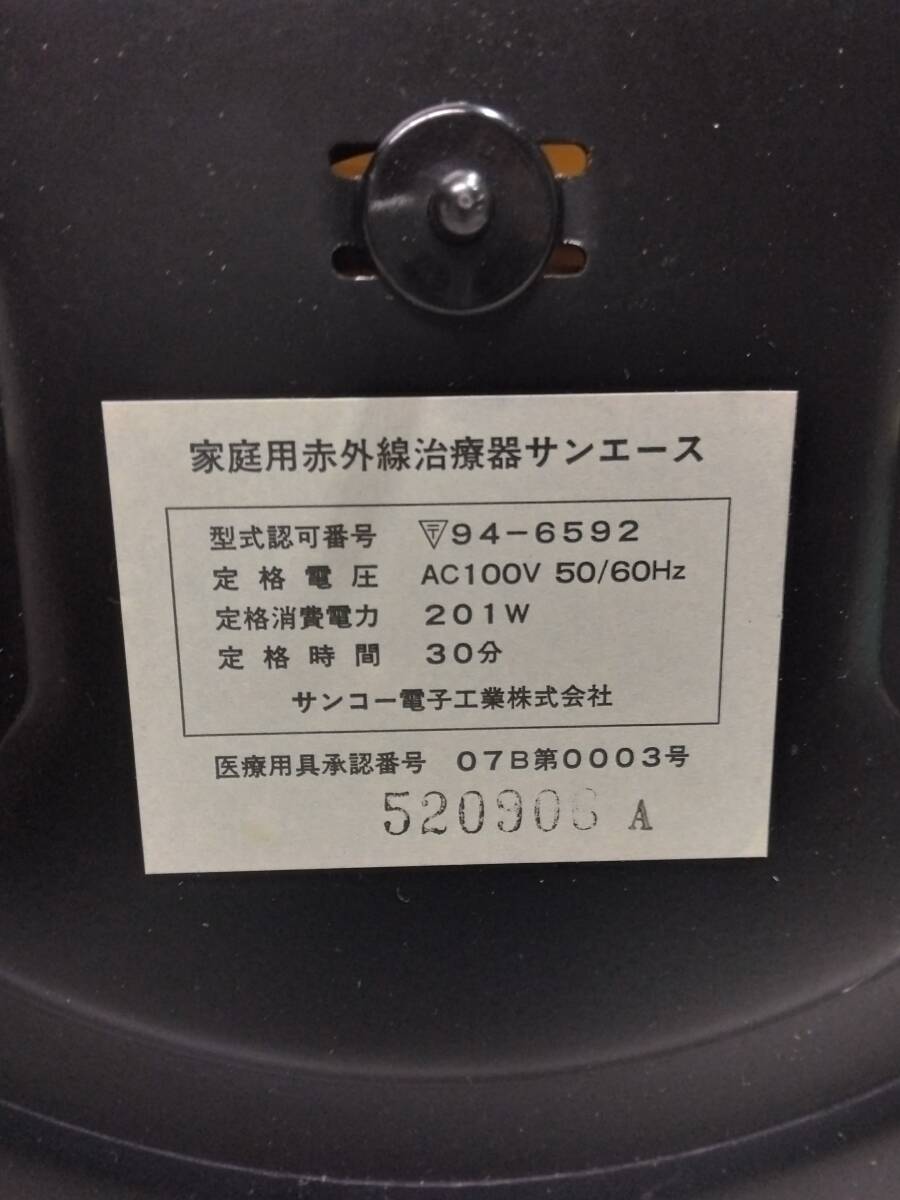 家庭用赤外線治療器サンエース
型式認可番号 〒94-6592
定格電圧 AC100V 50/60Hz
定格消費電力 201W
定格時間 30分
サンコー電子工業株式会社
医療用具承認番号 07B第0003号
520906 A